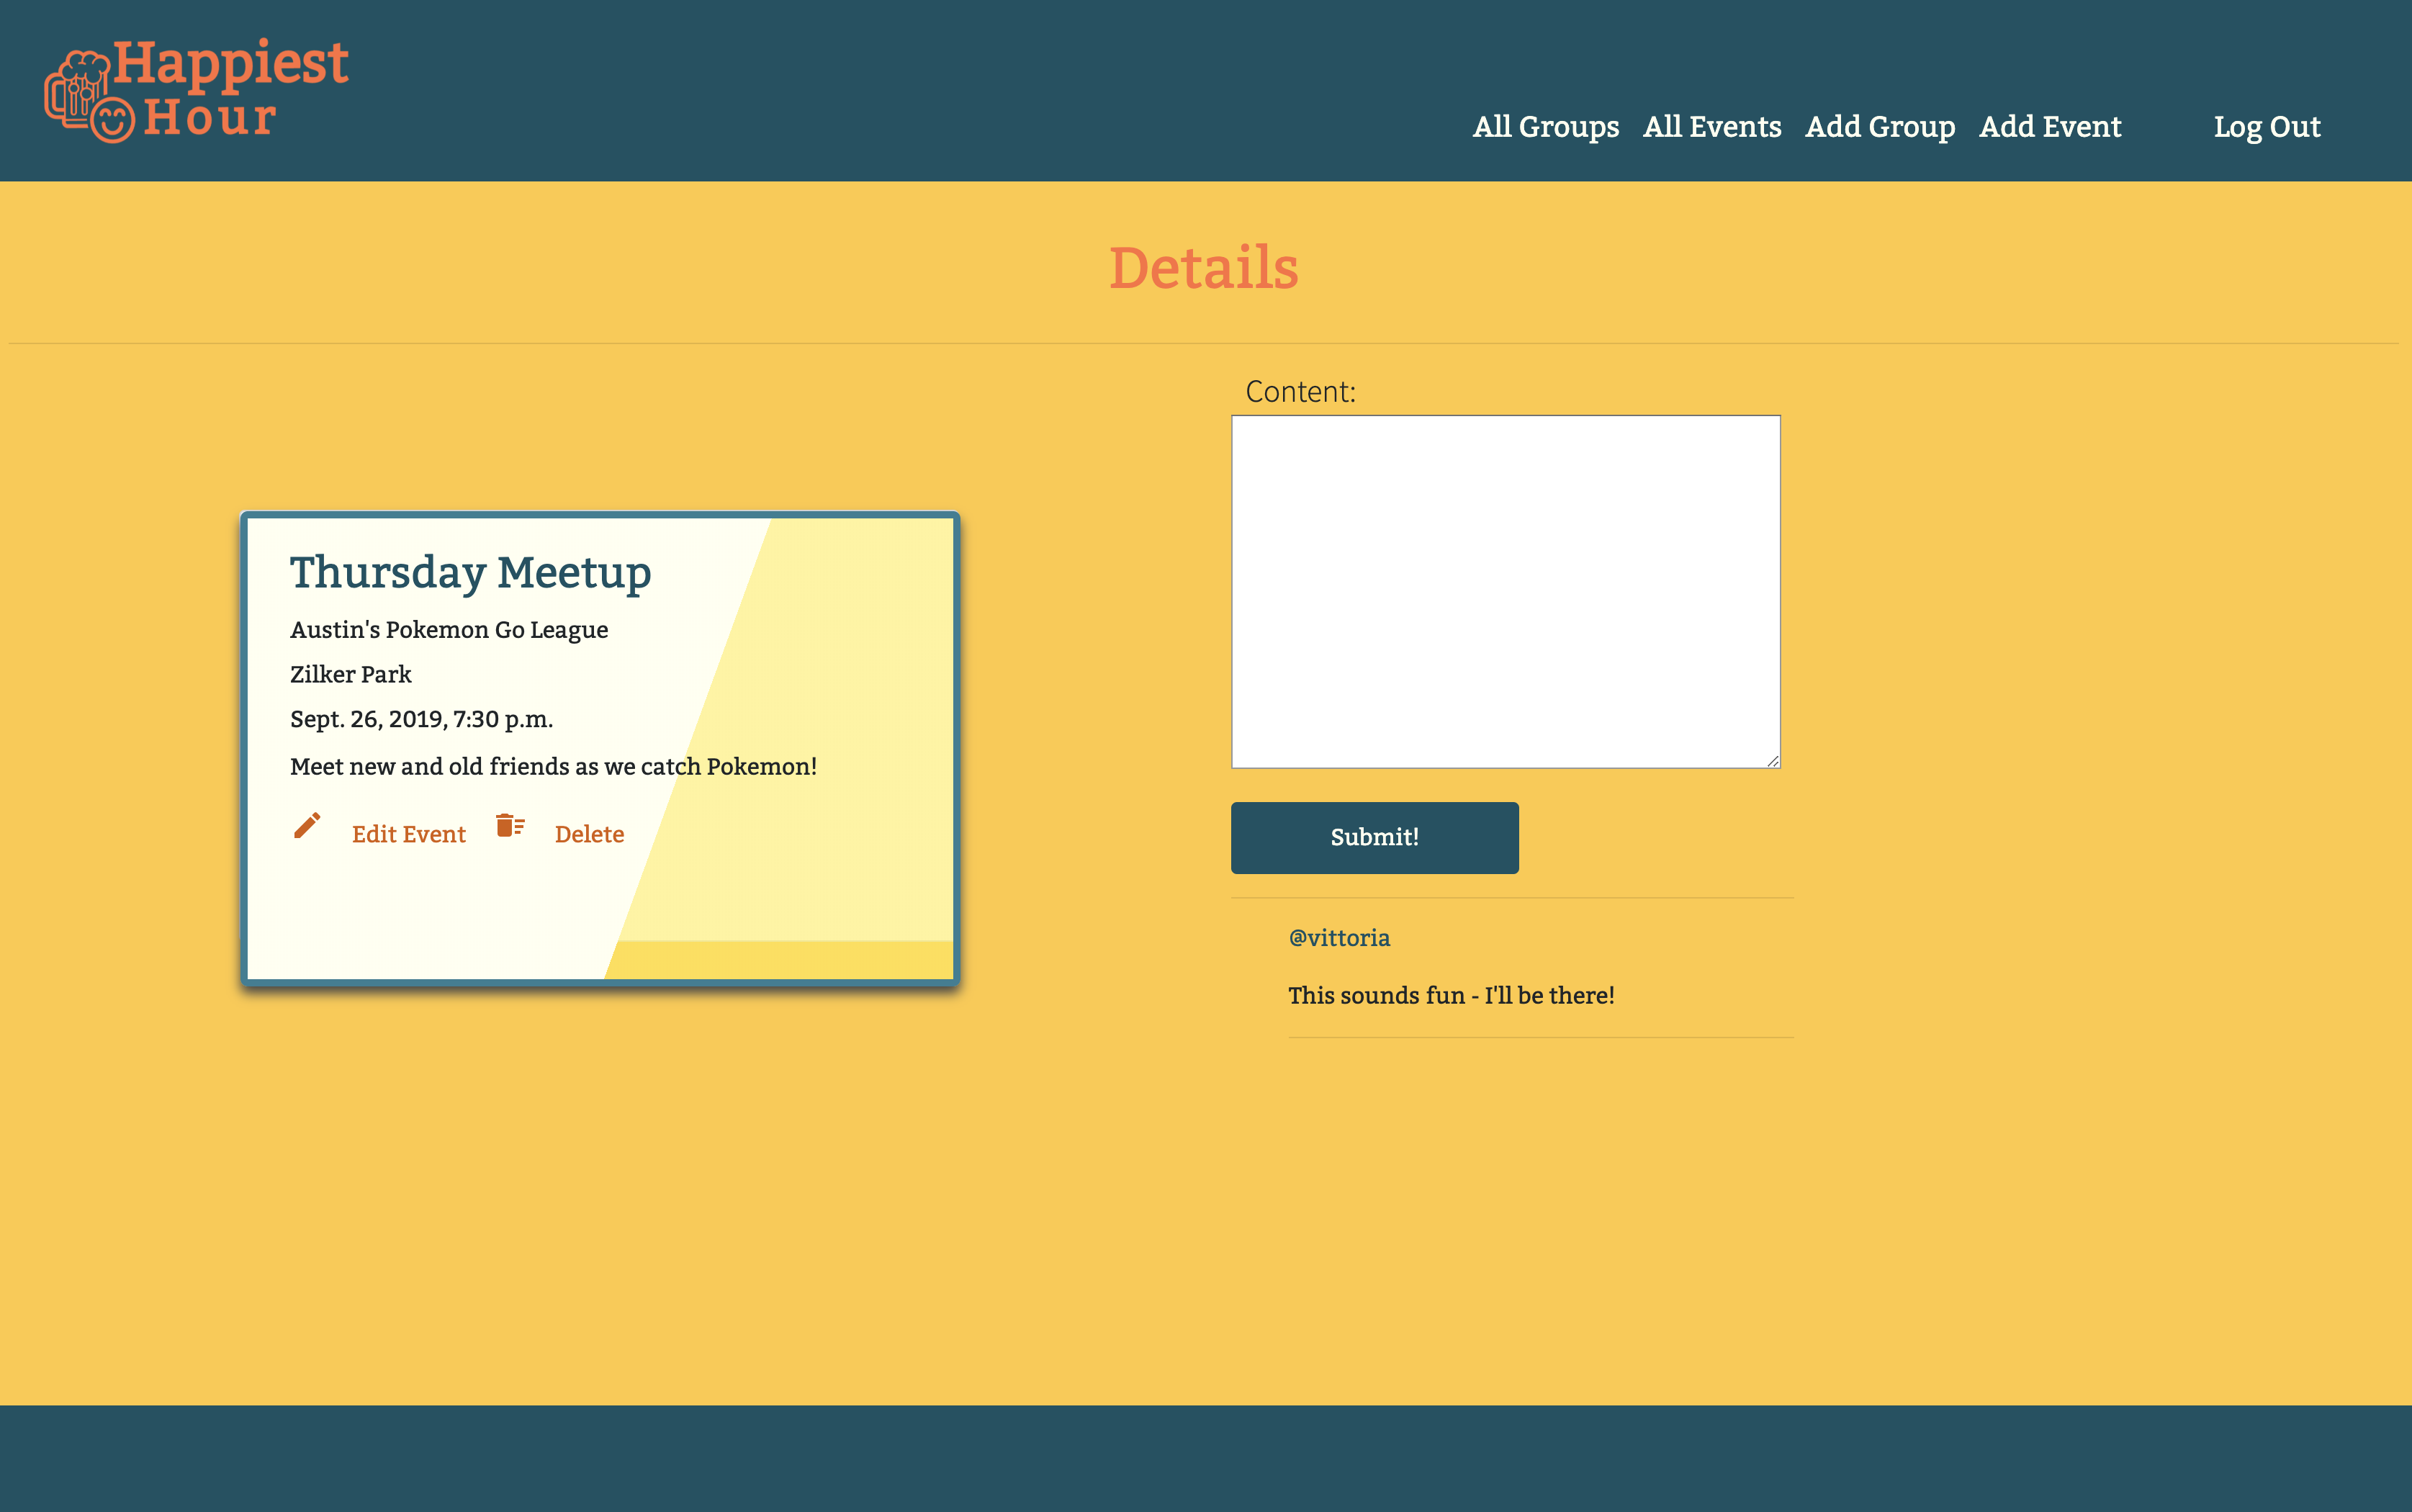 Happiest
Hour
All Groups All Events Add Group Add Event Log Out
Details
Thursday Meetup
Austin's Pokemon Go League
Zilker Park
Sept. 26, 2019, 7:30 p.m.
Meet new and old friends as we catch Pokemon!
Edit Event Delete
Content:
Submit!
@vittoria
This sounds fun - I'll be there!